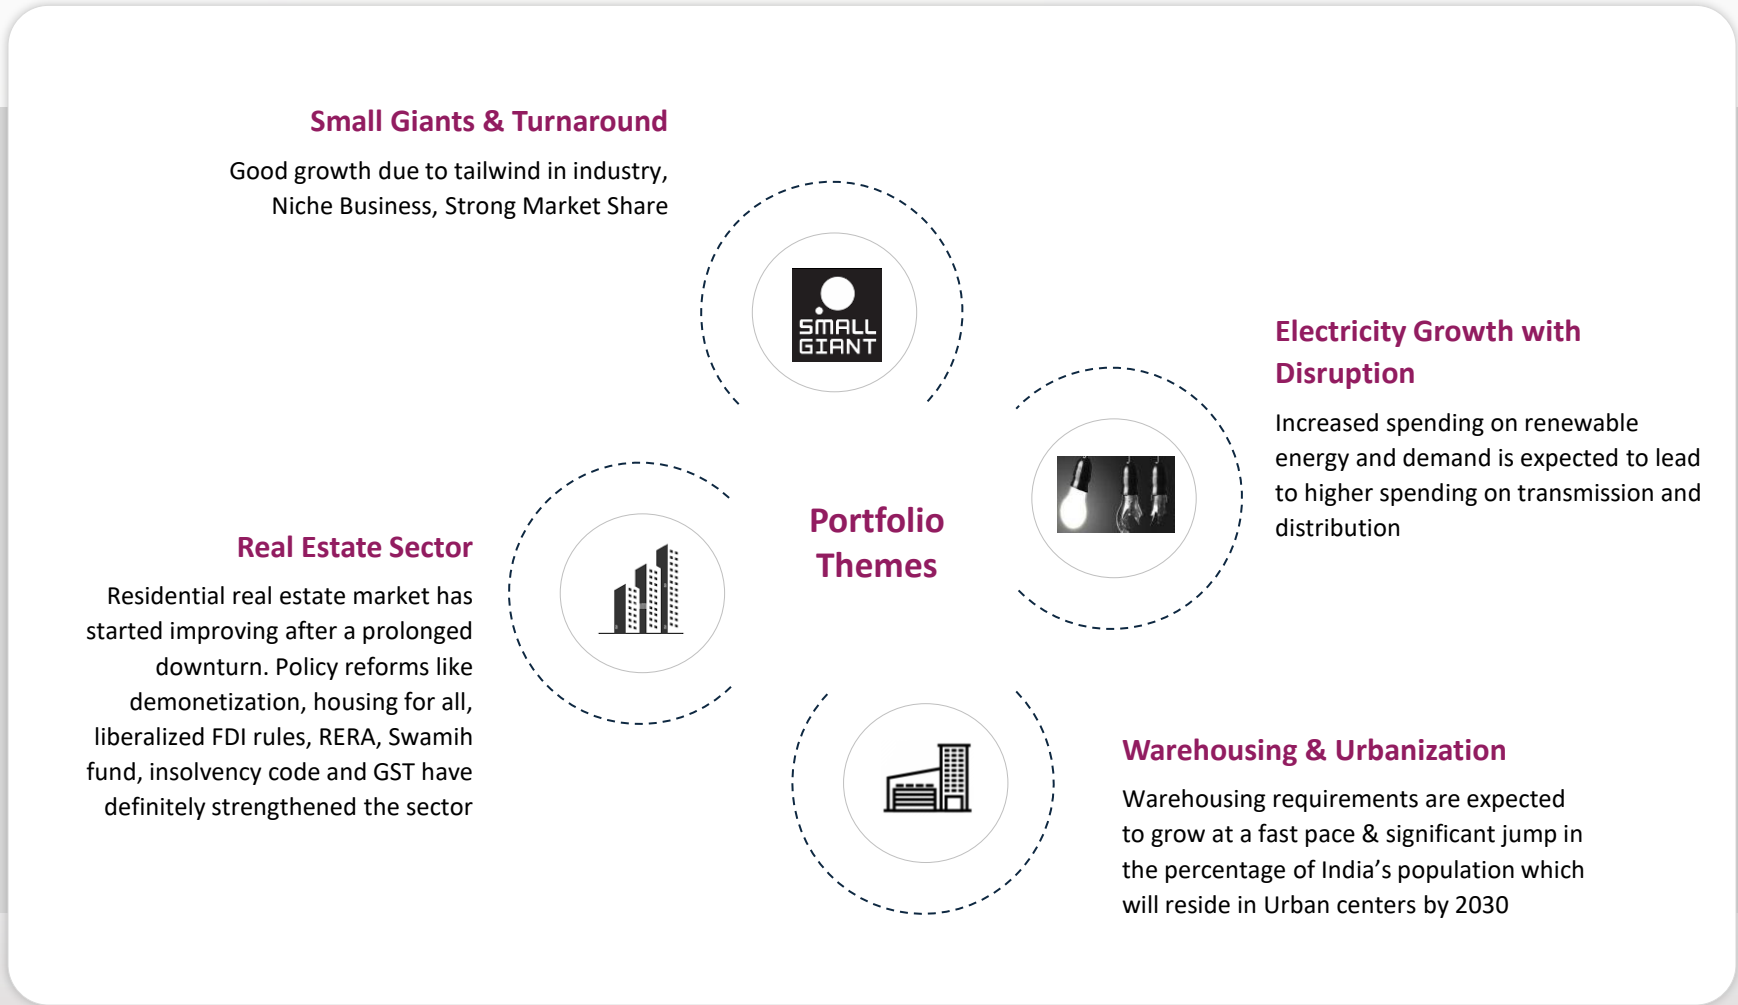 Small Giants & Turnaround
Good growth due to tailwind in industry,
Niche Business, Strong Market Share
SMALL
GIANT
Electricity Growth with
Disruption
Increased spending on renewable
energy and demand is expected to lead
to higher spending on transmission and
distribution
Portfolio
Themes
Real Estate Sector
Residential real estate market has
started improving after a prolonged
downturn. Policy reforms like
demonetization, housing for all,
liberalized FDI rules, RERA, Swamih
fund, insolvency code and GST have
definitely strengthened the sector
Warehousing & Urbanization
Warehousing requirements are expected
to grow at a fast pace & significant jump in
the percentage of India’s population which
will reside in Urban centers by 2030